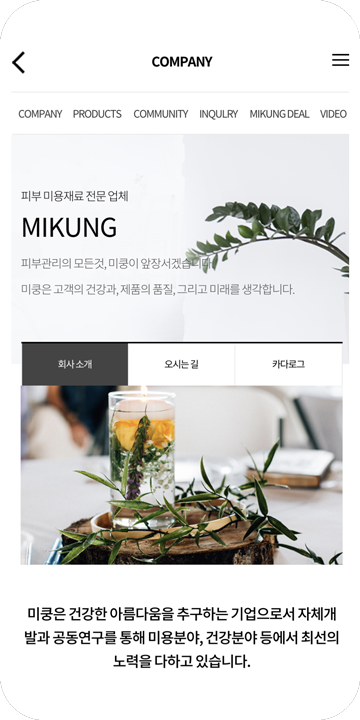 COMPANY
COMPANY PRODUCTS COMMUNITY INQULRY MIKUNG DEAL VIDEO
피부 미용재료 전문 업체
MIKUNG
피부관리의 모든것, 미쿵이 앞장서겠습니다.
미쿵은 고객의 건강과, 제품의 품질, 그리고 미래를 생각합니다.
회사 소개 오시는 길 카다로그
미쿵은 건강한 아름다움을 추구하는 기업으로서 자체개
발과 공동연구를 통해 미용분야, 건강분야 등에서 최선의
노력을 다하고 있습니다.